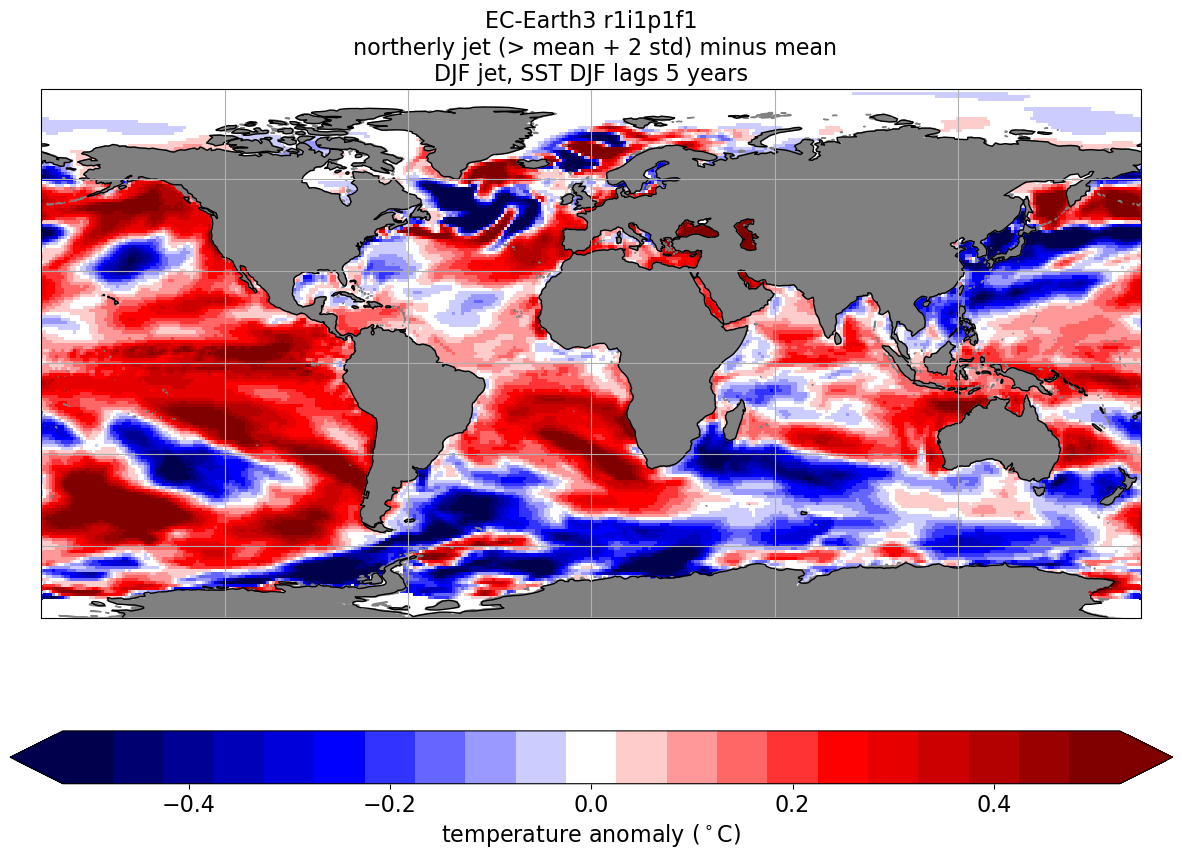 EC-Earth3 r1i1p1f1
northerly jet (> mean + 2 std) minus mean
DJF jet, SST DJF lags 5 years
−0.4 −0.2 0.0 0.2 0.4
temperature anomaly (°C)